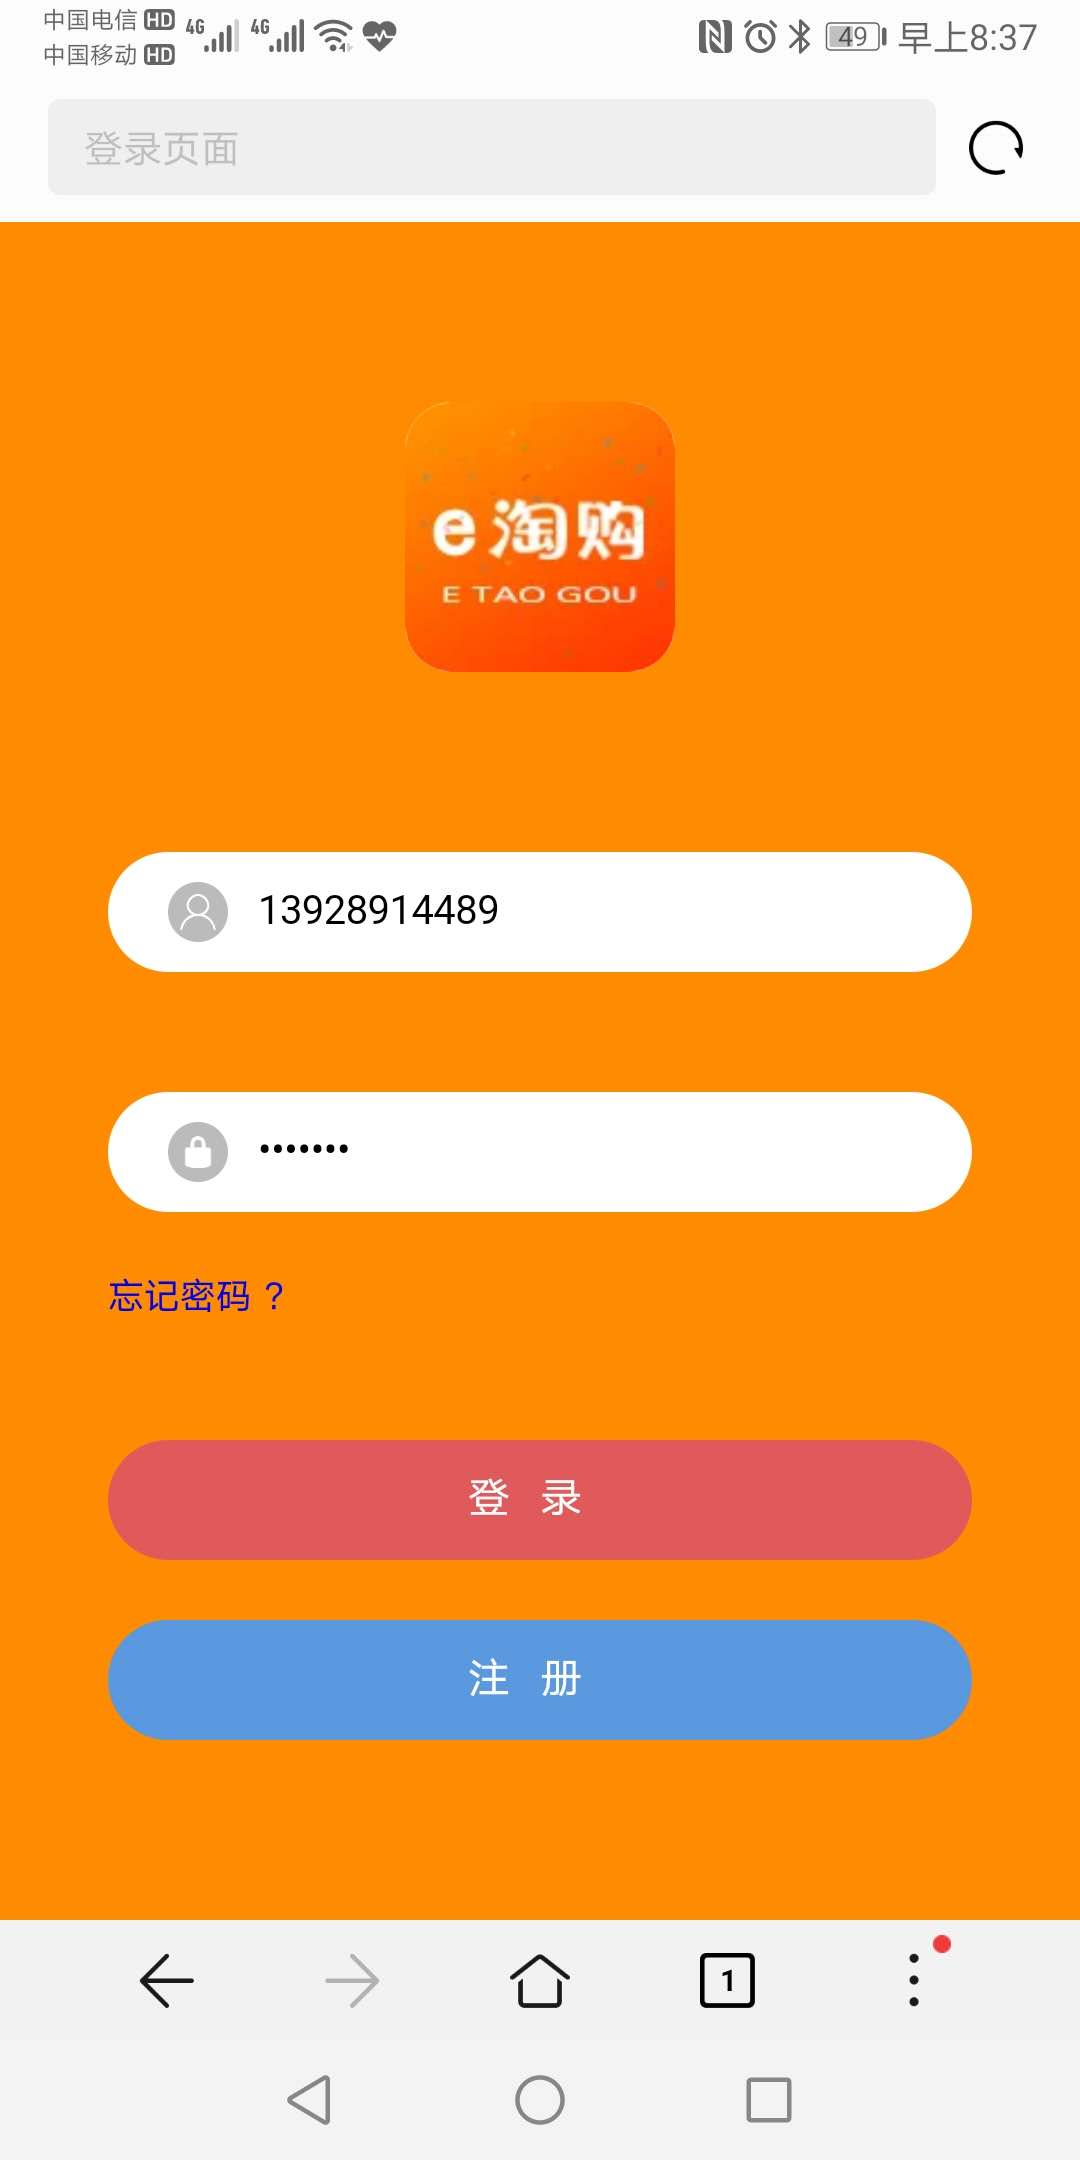 中国电信 HD 4G 4G
中国移动 HD
49 早上8:37
登录页面
e淘购
E TAO GOU
13928914489
•••••••
忘记密码 ?
登 录
注 册
1